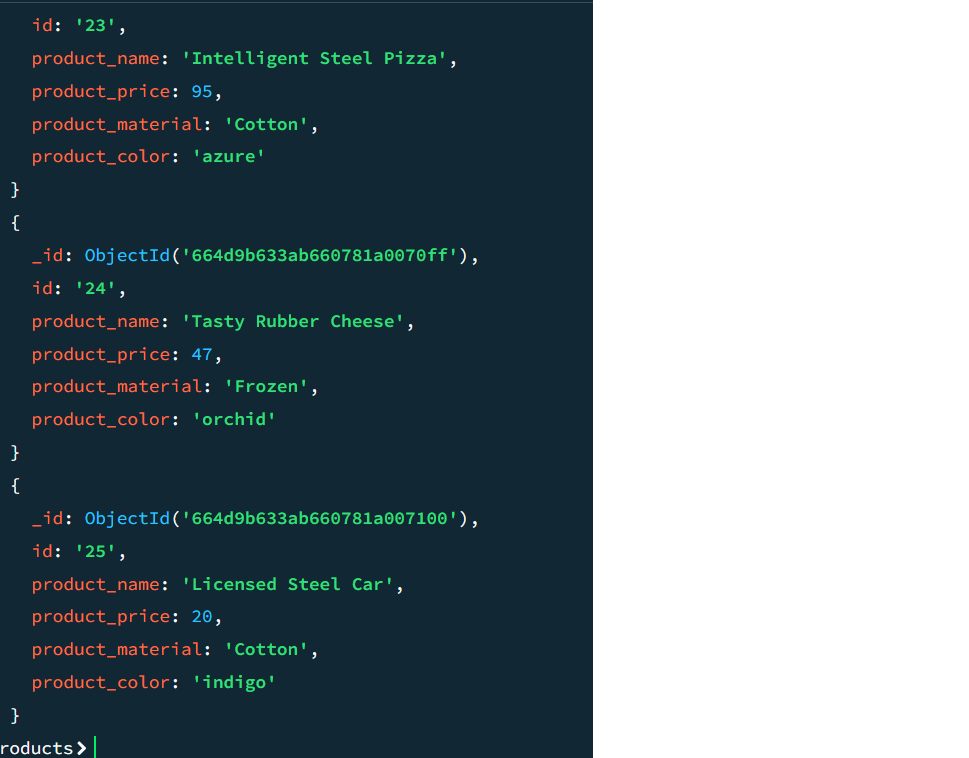 id: '23',
product_name: 'Intelligent Steel Pizza',
product_price: 95,
product_material: 'Cotton',
product_color: 'azure'
}
{
_id: ObjectId('664d9b633ab660781a0070ff'),
id: '24',
product_name: 'Tasty Rubber Cheese',
product_price: 47,
product_material: 'Frozen',
product_color: 'orchid'
}
{
_id: ObjectId('664d9b633ab660781a007100'),
id: '25',
product_name: 'Licensed Steel Car',
product_price: 20,
product_material: 'Cotton',
product_color: 'indigo'
}
roducts>